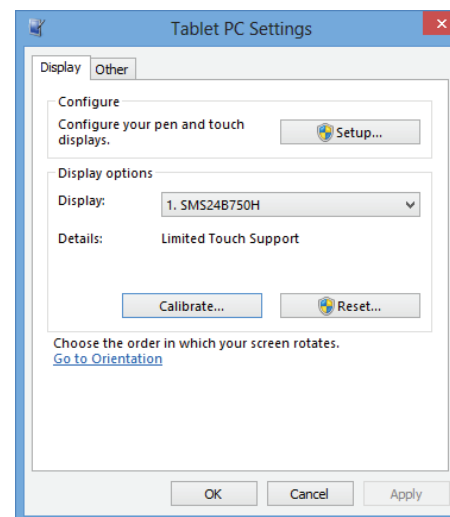 Tablet PC Settings
Display Other
Configure
Configure your pen and touch
displays.
Setup...
Display options
Display: 1. SMS24B750H
Details: Limited Touch Support
Calibrate... Reset...
Choose the order in which your screen rotates.
Go to Orientation
OK Cancel Apply